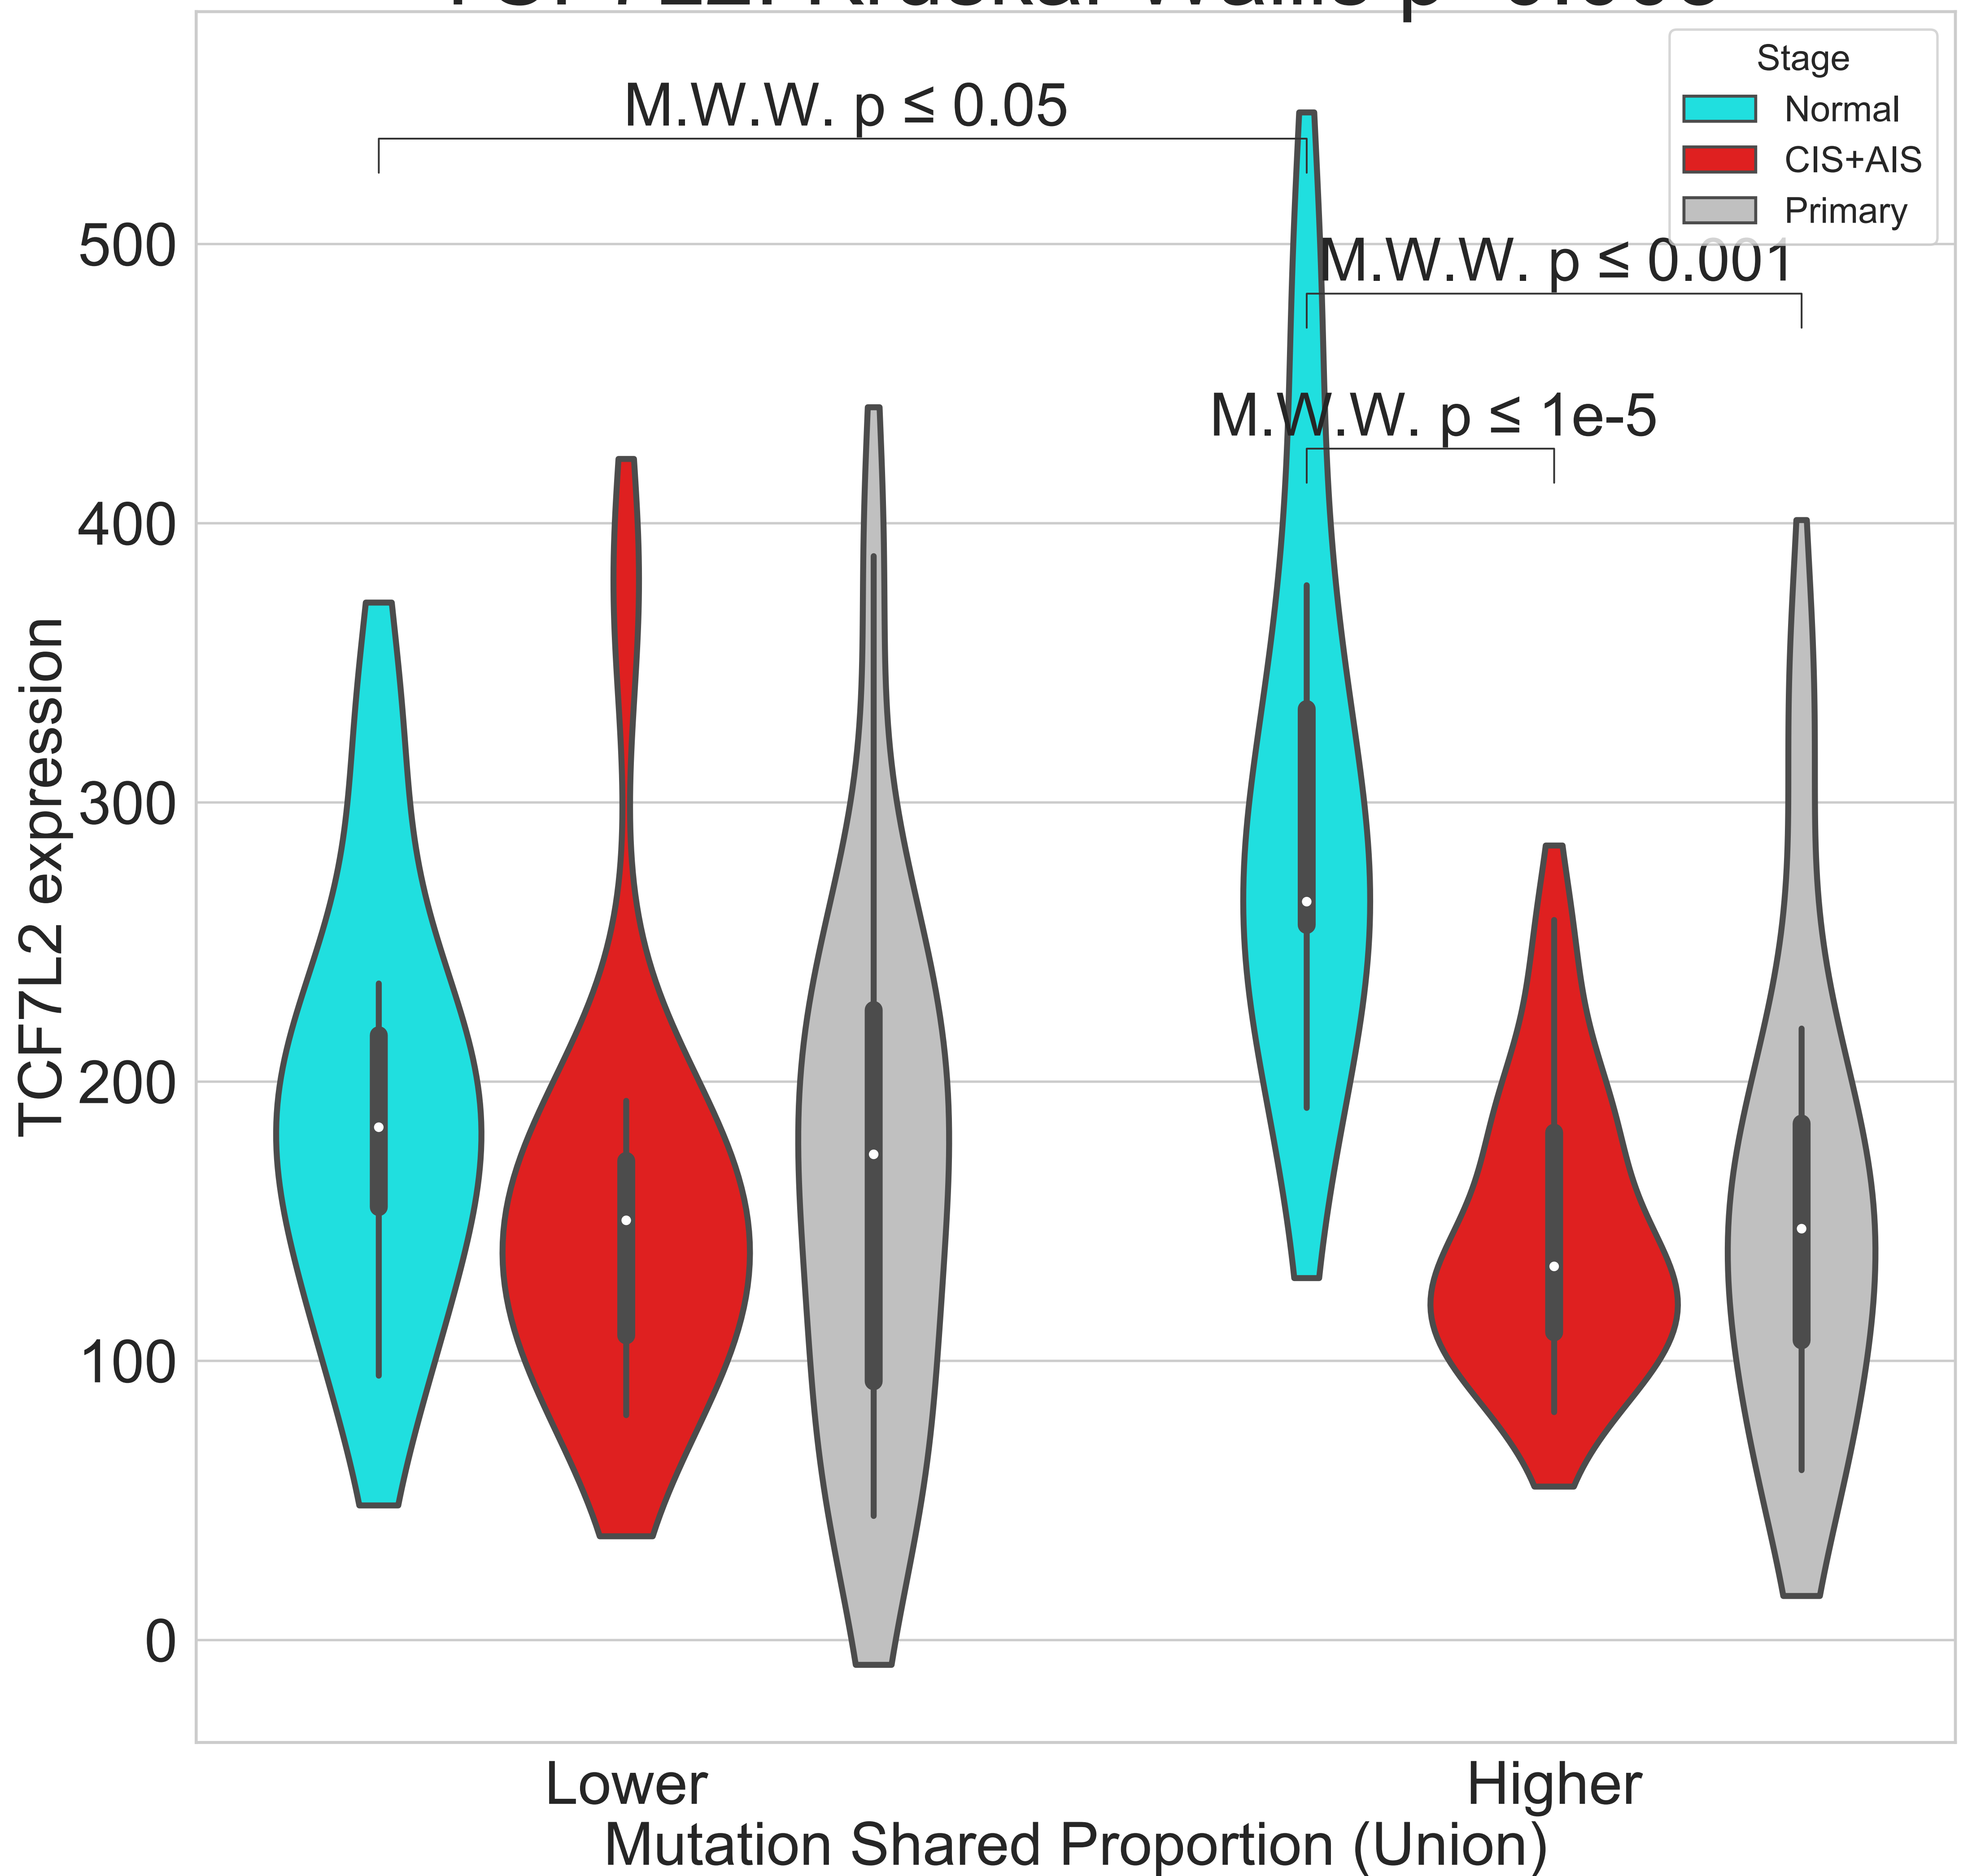 M.W.W. p ≤ 0.05
Stage
Normal
CIS+AIS
Primary
M.W.W. p ≤ 0.001
M.W.W. p ≤ 1e-5
500
400
300
200
100
0
TCF7L2 expression
Lower
Higher
Mutation Shared Proportion (Union)